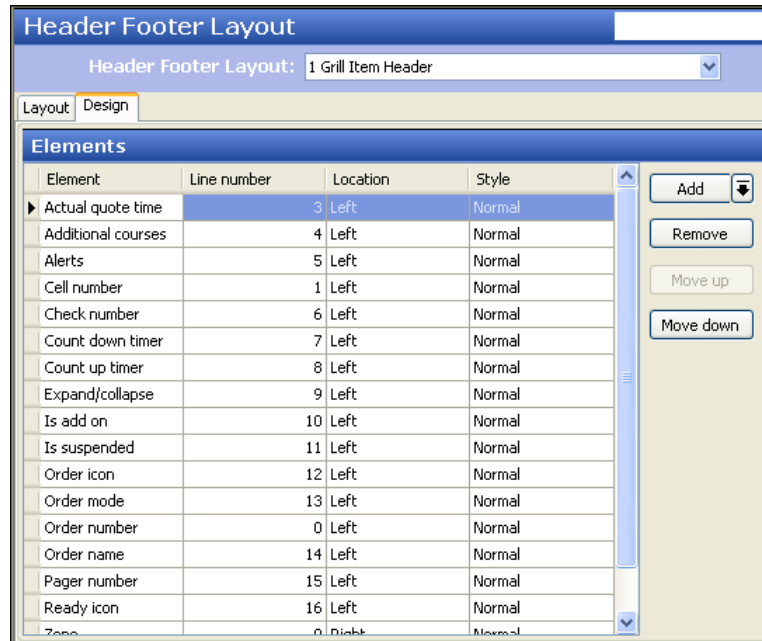 Header Footer Layout
Header Footer Layout: 1 Grill Item Header
Layout Design
Elements
Element Line number Location Style
Actual quote time 3 Left Normal
Additional courses 4 Left Normal
Alerts 5 Left Normal
Cell number 1 Left Normal
Check number 6 Left Normal
Count down timer 7 Left Normal
Count up timer 8 Left Normal
Expand/collapse 9 Left Normal
Is add on 10 Left Normal
Is suspended 11 Left Normal
Order icon 12 Left Normal
Order mode 13 Left Normal
Order number 0 Left Normal
Order name 14 Left Normal
Pager number 15 Left Normal
Ready icon 16 Left Normal
Zone 0 Right Normal
Add
Remove
Move up
Move down